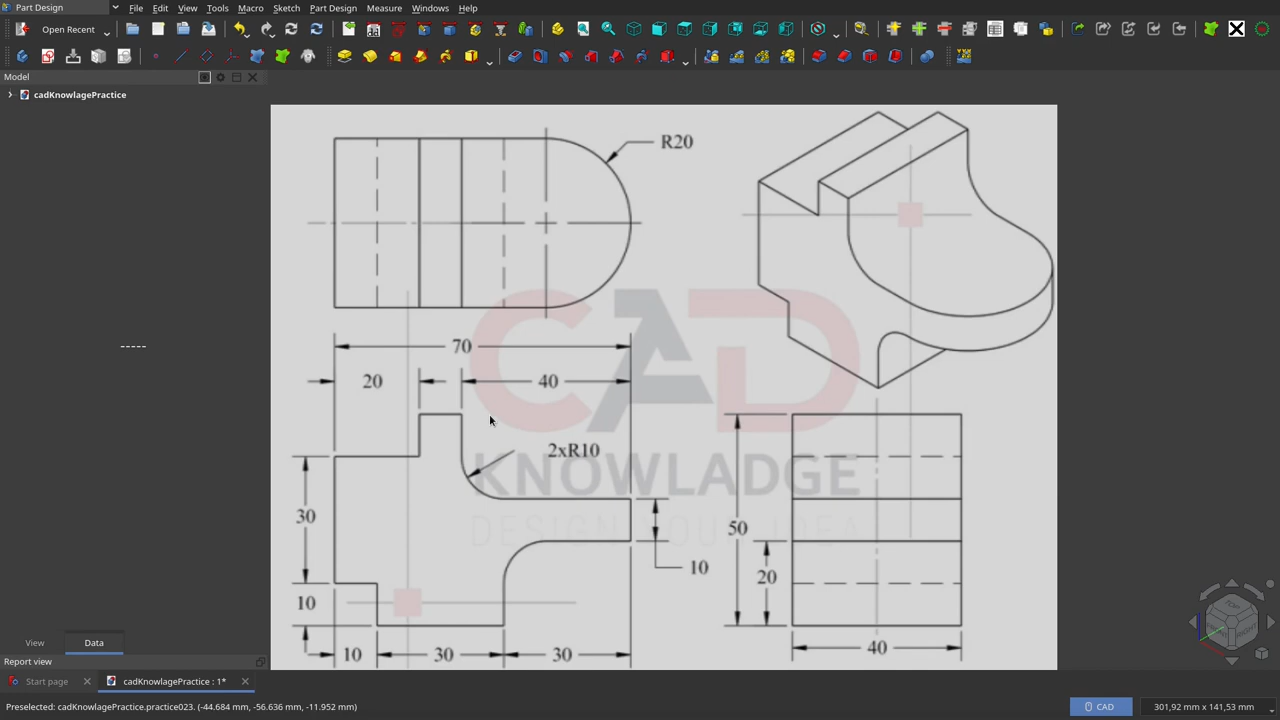 Part Design
File Edit View Tools Macro Sketch Part Design Measure Windows Help
Open Recent
Model
cadKnowlagePractice
R20
70
20
40
2xR10
CAD
KNOWLADGE
DESIGN YOUR IDEA
30
50
10
20
10
10
30
30
40
TOP
View
Data
Report view
Start page
cadKnowlagePractice : 1*
Preselected: cadKnowlagePractice.practice023. (-44.684 mm, -56.636 mm, -11.952 mm)
CAD
301,92 mm x 141,53 mm